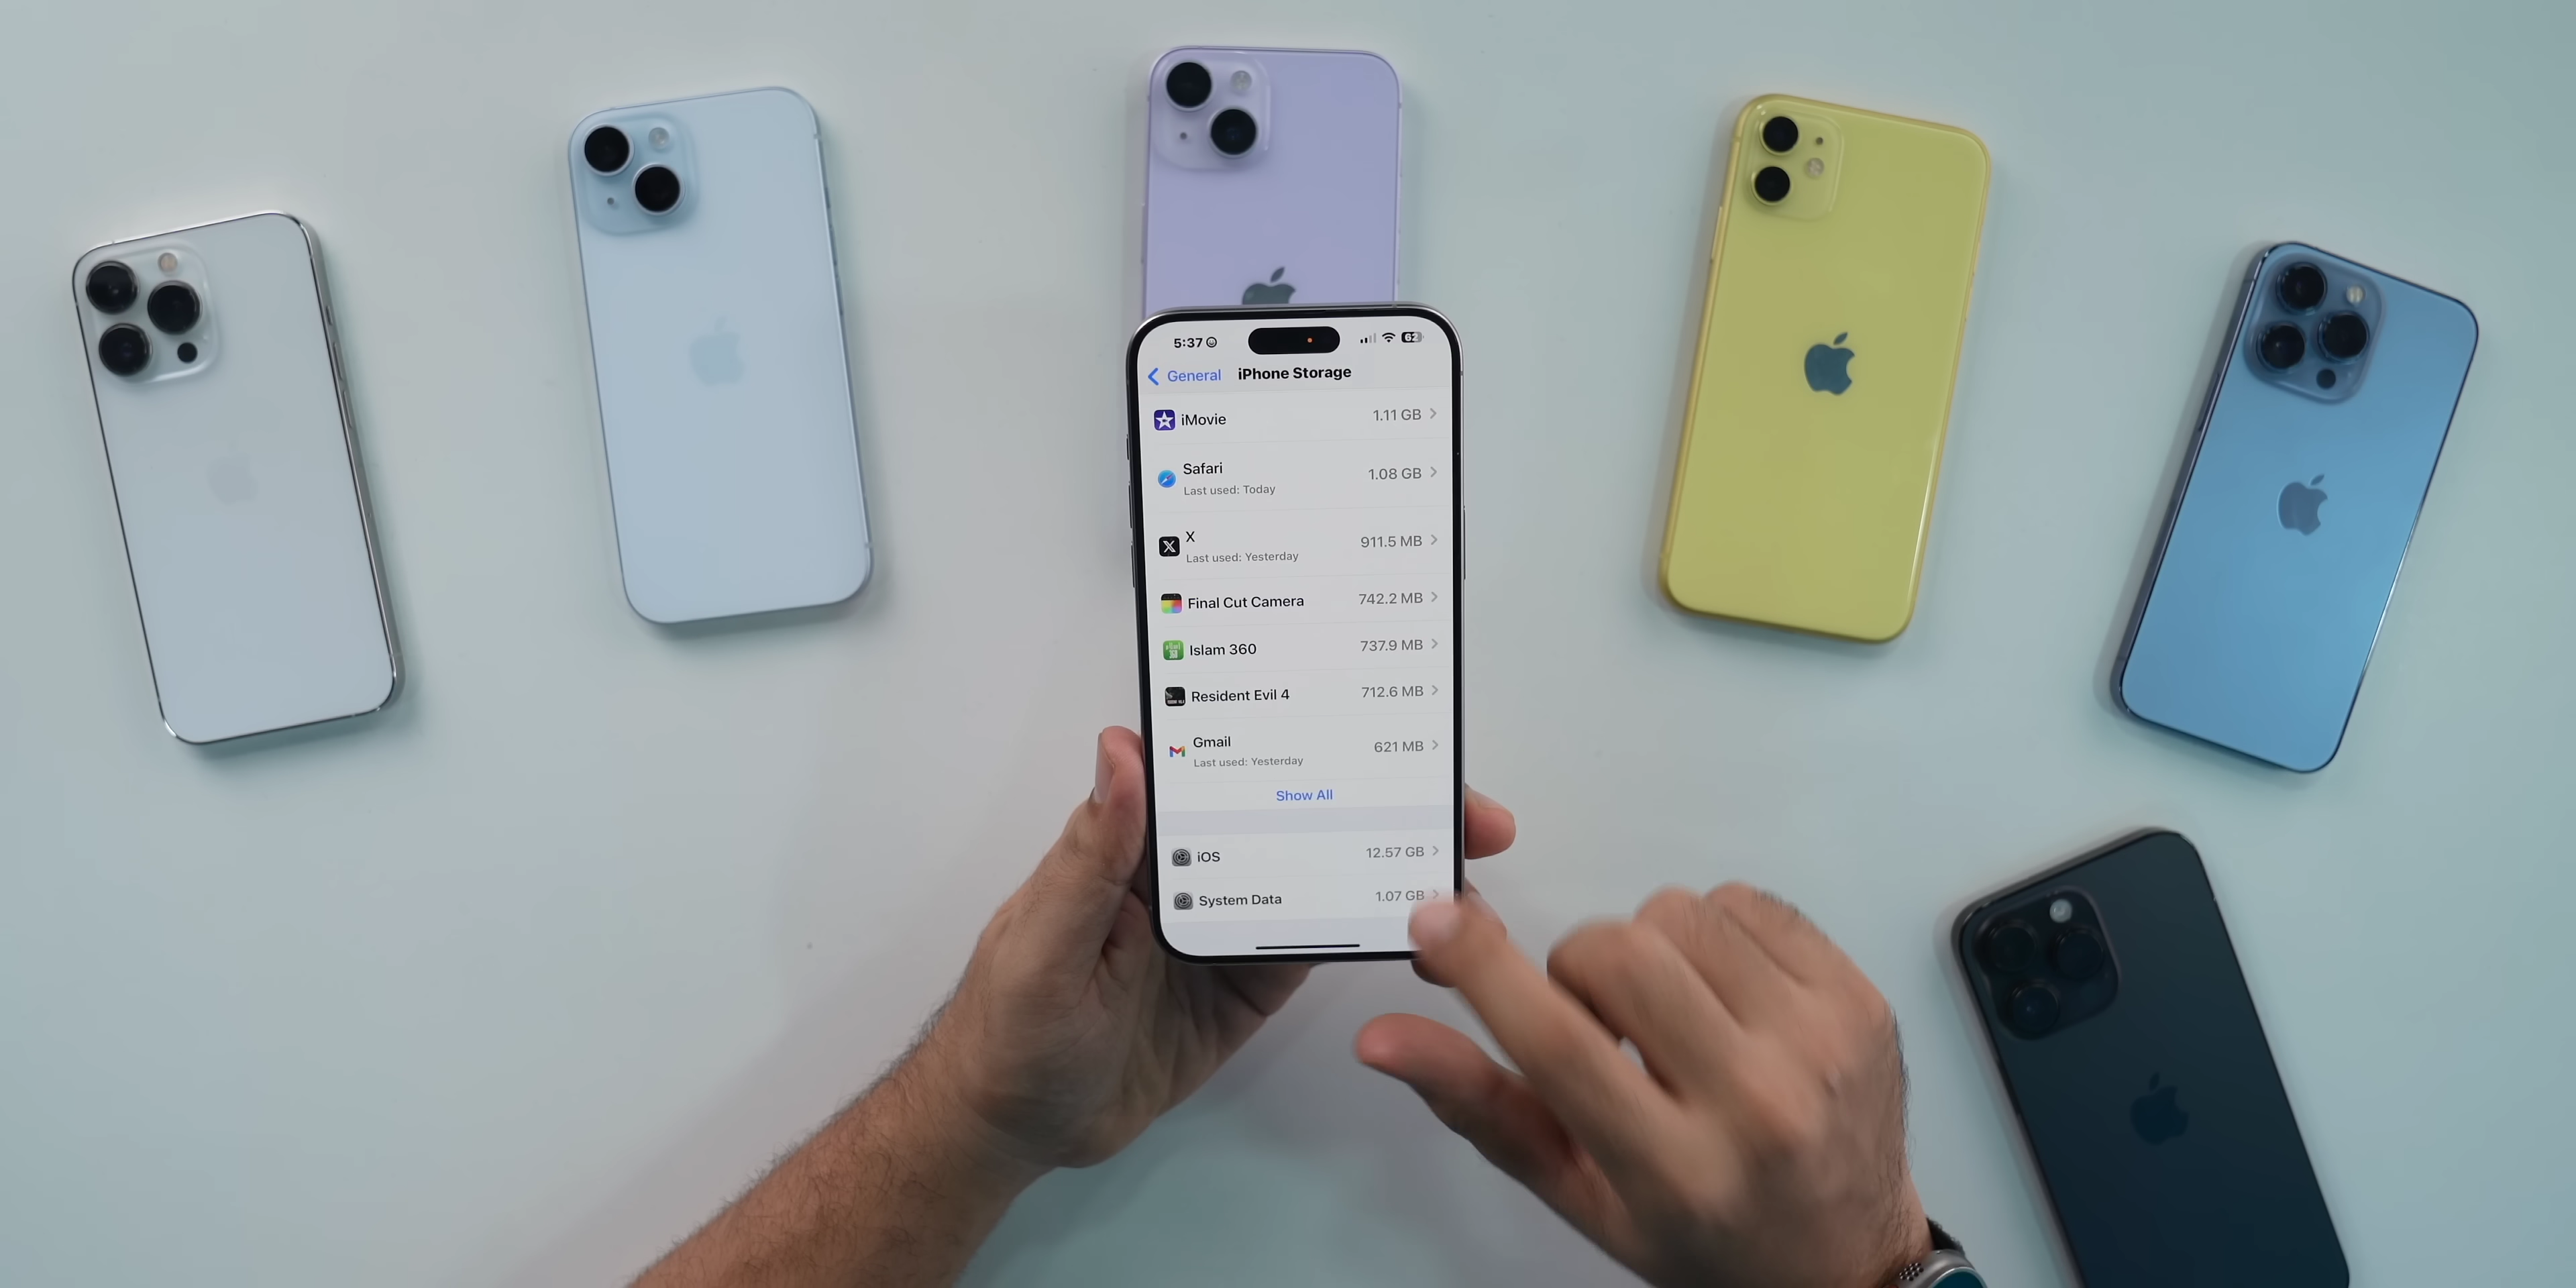 5:37
62
General
iPhone Storage
iMovie 1.11 GB
Safari
Last used: Today
1.08 GB
X
Last used: Yesterday
911.5 MB
Final Cut Camera 742.2 MB
Islam 360 737.9 MB
Resident Evil 4 712.6 MB
Gmail
Last used: Yesterday
621 MB
Show All
iOS 12.57 GB
System Data 1.07 GB